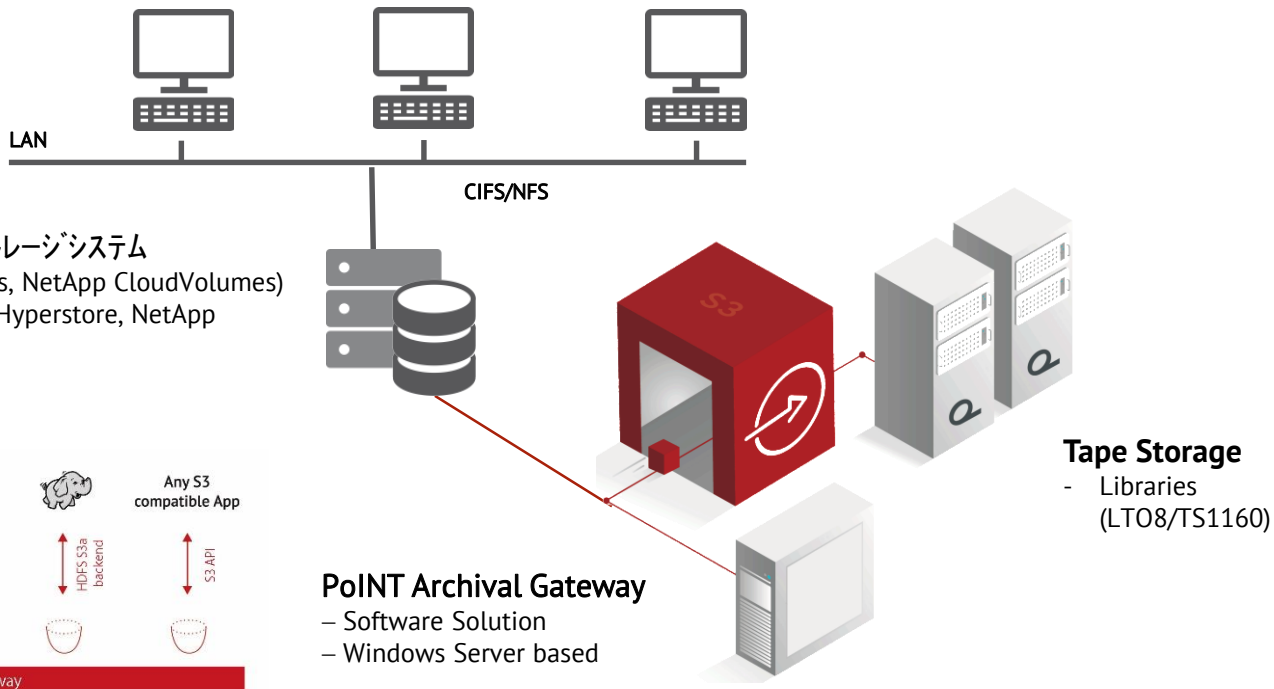 LAN
CIFS/NFS
レージシステム
s, NetApp CloudVolumes)
Hyperstore, NetApp
S3
Tape Storage
- Libraries
(LTO8/TS1160)
Any S3
compatible App
HDFS S3a
backend
S3 API
PoINT Archival Gateway
– Software Solution
– Windows Server based
way